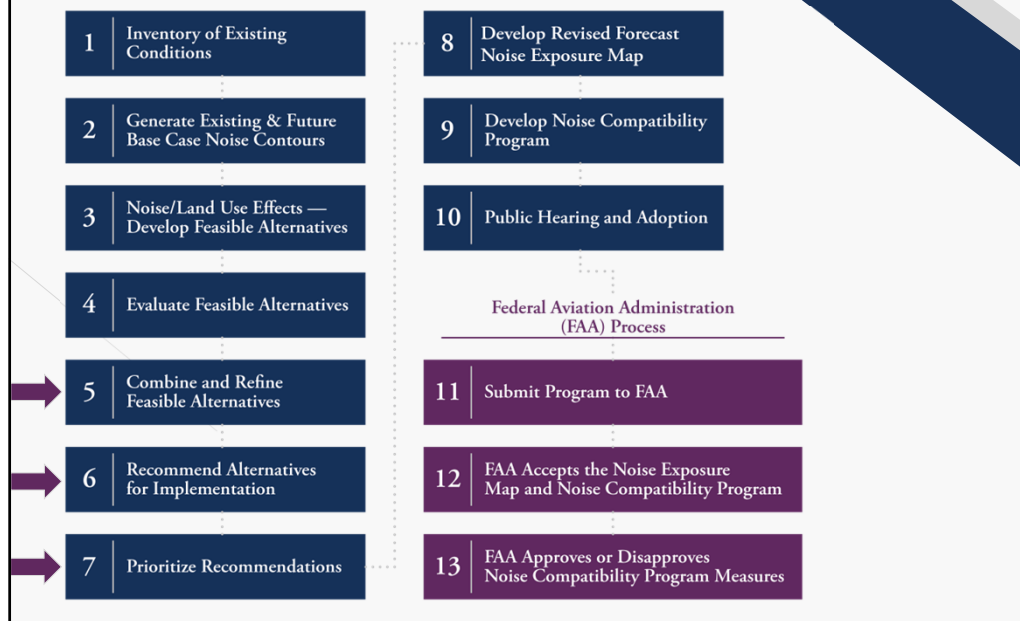 1
Inventory of Existing
Conditions
2
Generate Existing & Future
Base Case Noise Contours
3
Noise/Land Use Effects —
Develop Feasible Alternatives
4
Evaluate Feasible Alternatives
5
Combine and Refine
Feasible Alternatives
6
Recommend Alternatives
for Implementation
7
Prioritize Recommendations
8
Develop Revised Forecast
Noise Exposure Map
9
Develop Noise Compatibility
Program
10
Public Hearing and Adoption
Federal Aviation Administration
(FAA) Process
11
Submit Program to FAA
12
FAA Accepts the Noise Exposure
Map and Noise Compatibility Program
13
FAA Approves or Disapproves
Noise Compatibility Program Measures